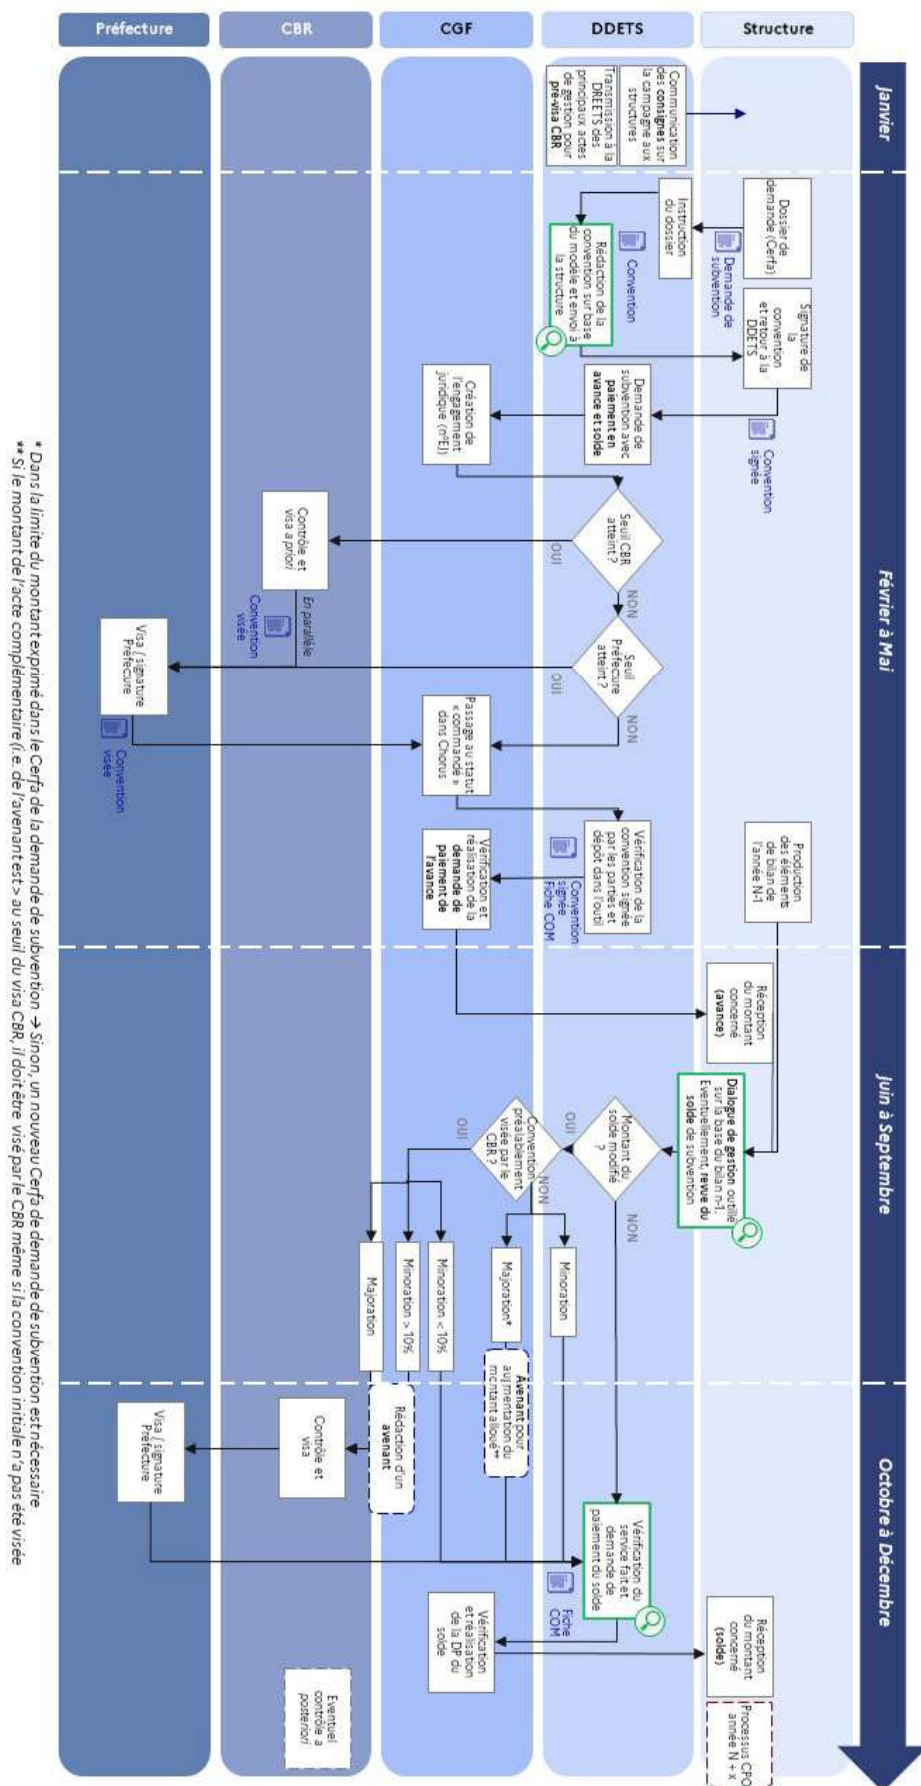 Janvier
Février à Mai
Juin à Septembre
Octobre à Décembre
Structure
DDETS
CGF
CBR
Préfecture
Communication
des consignes sur
la campagne aux
structures
Transmission à la
DREETS des
principaux actes
de gestion pour
pre-visa CBR
Dossier de
demande (Cerfa)
Demande de
subvention
Instruction
du dossier
Convention
Rédaction de la
convention sur base
du modèle et envoi à
la structure
Signature de
la
convention
et retour à la
DDETS
Convention
signée
Demande de
subvention avec
paiement en
avance et solde
Création de
l'engagement
juridique (n°EJ)
Seuil CBR
atteint ?
OUI
NON
Contrôle et
visa a priori
En parallèle
Convention
visée
Seuil
Préfecture
atteint ?
OUI
NON
Visa / signature
Préfecture
Convention
visée
Passage au statut
« commandé »
dans Chorus
Vérification de la
convention signée
par les parties et
dépôt dans l'outil
Convention
signée
Fiche COM
Vérification et
réalisation de la
demande de
paiement de
l'avance
Production
des éléments
de bilan de
l'année N-1
Réception
du montant
concerné
(avance)
Dialogue de gestion outillé
sur la base du bilan n-1.
Eventuellement, revue du
solde de subvention
Montant du
solde modifié
?
OUI
NON
Convention
préalablement
visée par le
CBR ?
OUI
NON
Minoration
Majoration*
Minoration < 10%
Minoration > 10%
Majoration
Avenant pour
augmentation du
montant alloué**
Rédaction d'un
avenant
Contrôle et
visa
Visa / signature
Préfecture
Vérification du
service fait et
demande de
paiement du solde
Fiche
COM
Vérification
et réalisation
de la DP du
solde
Réception
du montant
concerné
(solde)
Processus CPO
année N + x
Eventuel
contrôle a
posteriori
* Dans la limite du montant exprimé dans le Cerfa de la demande de subvention → Sinon, un nouveau Cerfa de demande de subvention est nécessaire
** Si le montant de l'acte complémentaire (i.e. de l'avenant est > au seuil du visa CBR, il doit être visé par le CBR même si la convention initiale n'a pas été visée